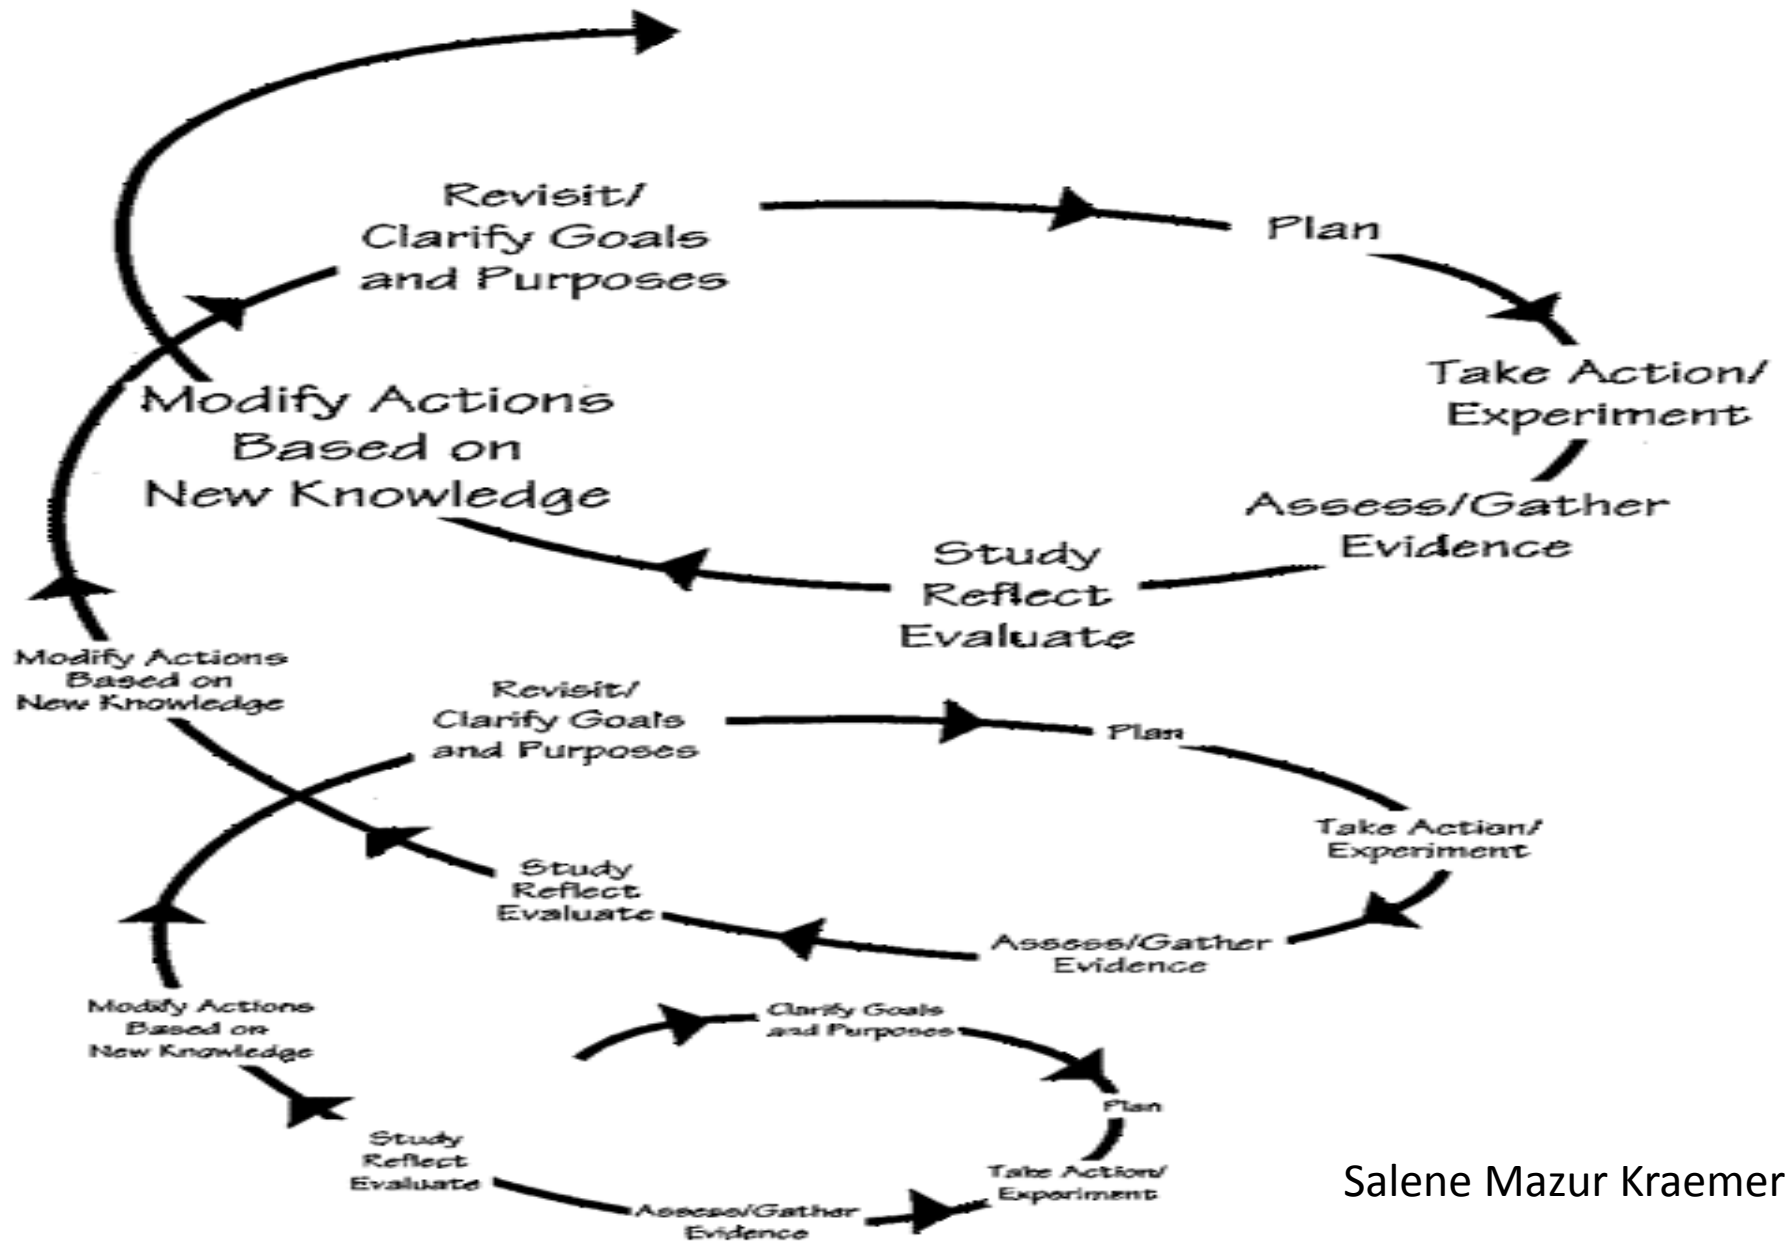 Revisit/
Clarify Goals
and Purposes
Plan
Take Action/
Experiment
Assess/Gather
Evidence
Study
Reflect
Evaluate
Modify Actions
Based on
New Knowledge
Modify Actions
Based on
New Knowledge
Revisit/
Clarify Goals
and Purposes
Plan
Take Action/
Experiment
Assess/Gather
Evidence
Study
Reflect
Evaluate
Modify Actions
Based on
New Knowledge
Clarify Goals
and Purposes
Plan
Take Action/
Experiment
Assess/Gather
Evidence
Study
Reflect
Evaluate
Salene Mazur Kraemer